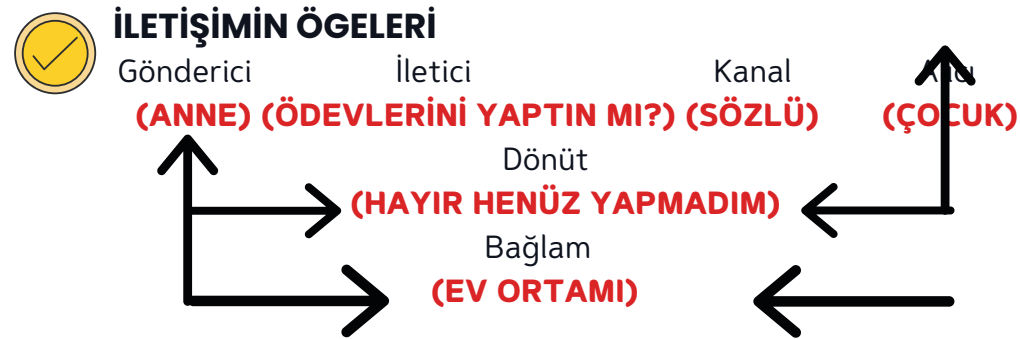 İLETİŞİMİN ÖGELERİ
Gönderici İletici Kanal Alıcı
(ANNE) (ÖDEVLERİNİ YAPTIN MI?) (SÖZLÜ) (ÇOCUK)
Dönüt
(HAYIR HENÜZ YAPMADIM)
Bağlam
(EV ORTAMI)